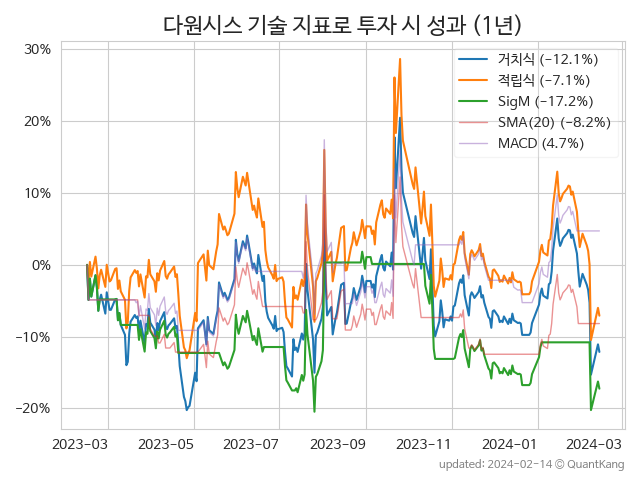 다원시스 기술 지표로 투자 시 성과 (1년)
거치식 (−12.1%)
적립식 (−7.1%)
SigM (−17.2%)
SMA(20) (−8.2%)
MACD (4.7%)
30%
20%
10%
0%
−10%
−20%
2023-03 2023-05 2023-07 2023-09 2023-11 2024-01 2024-03
updated: 2024-02-14 © QuantKang